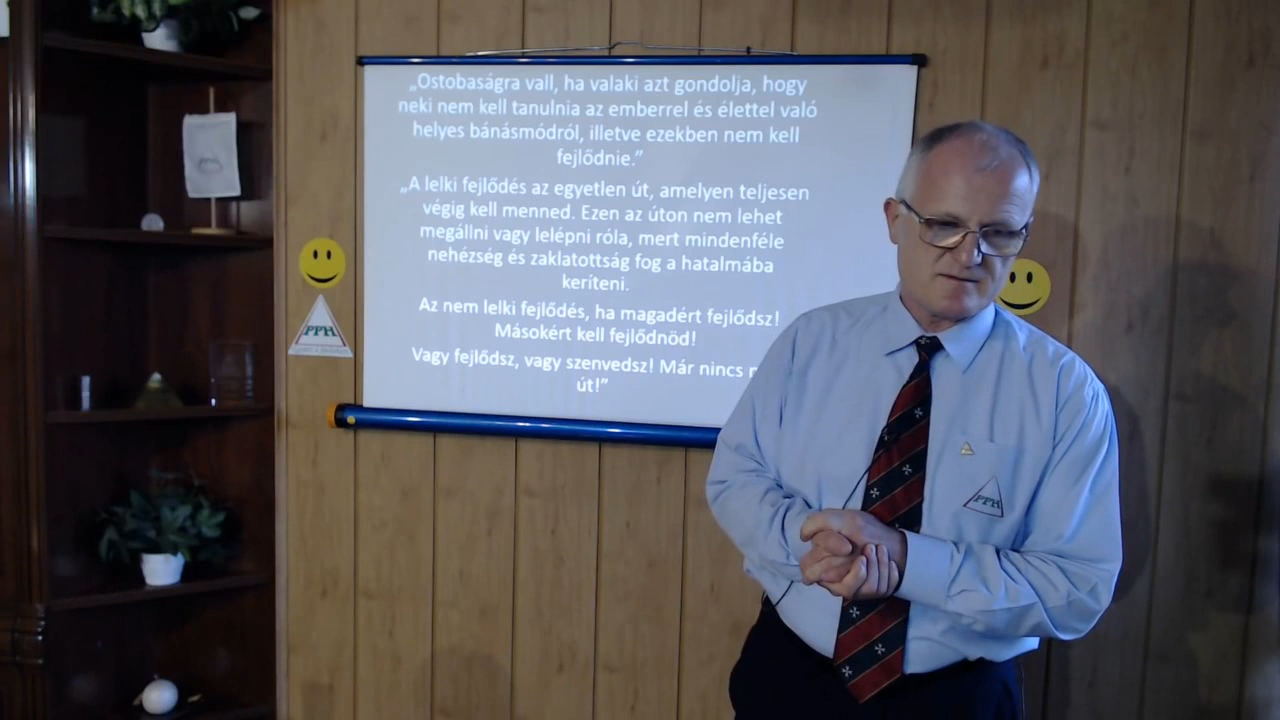 „Ostobaságra vall, ha valaki azt gondolja, hogy
neki nem kell tanulnia az emberrel és élettel való
helyes bánásmódról, illetve ezekben nem kell
fejlődnie.”
„A lelki fejlődés az egyetlen út, amelyen teljesen
végig kell menned. Ezen az úton nem lehet
megállni vagy lelépni róla, mert mindenféle
nehézség és zaklatottság fog a hatalmába
keríteni.
Az nem lelki fejlődés, ha magadért fejlődsz!
Másokért kell fejlődnöd!
Vagy fejlődsz, vagy szenvedsz! Már nincs
út!”
PPH
PPH